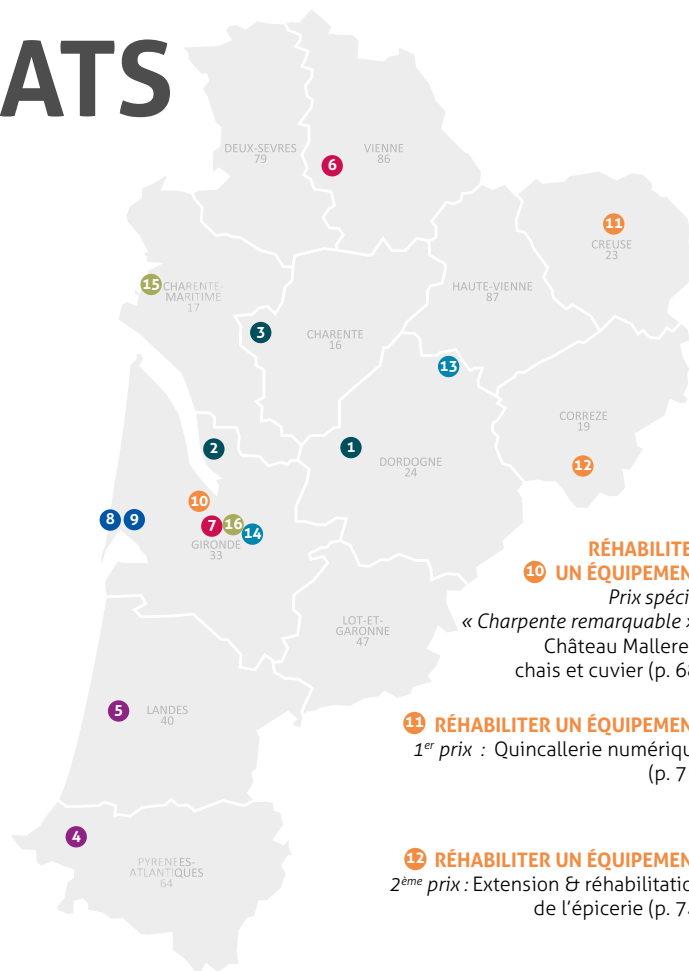 ATS
DEUX-SEVRES
79
VIENNE
86
6
11
CREUSE
23
15 CHARENTE-
MARITIME
17
HAUTE-VIENNE
87
3
CHARENTE
16
13
CORREZE
19
2
1
DORDOGNE
24
12
10
8 9
7 16 14
GIRONDE
33
LOT-ET-
GARONNE
47
5
LANDES
40
4
PYRENEES-
ATLANTIQUES
64
RÉHABILITE
10 UN ÉQUIPEMEN
Prix spéci
« Charpente remarquable »
Château Mallere
chais et cuvier (p. 68
11 RÉHABILITER UN ÉQUIPEMEN
1er prix : Quincallerie numériqu
(p. 7
12 RÉHABILITER UN ÉQUIPEMEN
2ème prix : Extension & réhabilitatio
de l'épicerie (p. 7